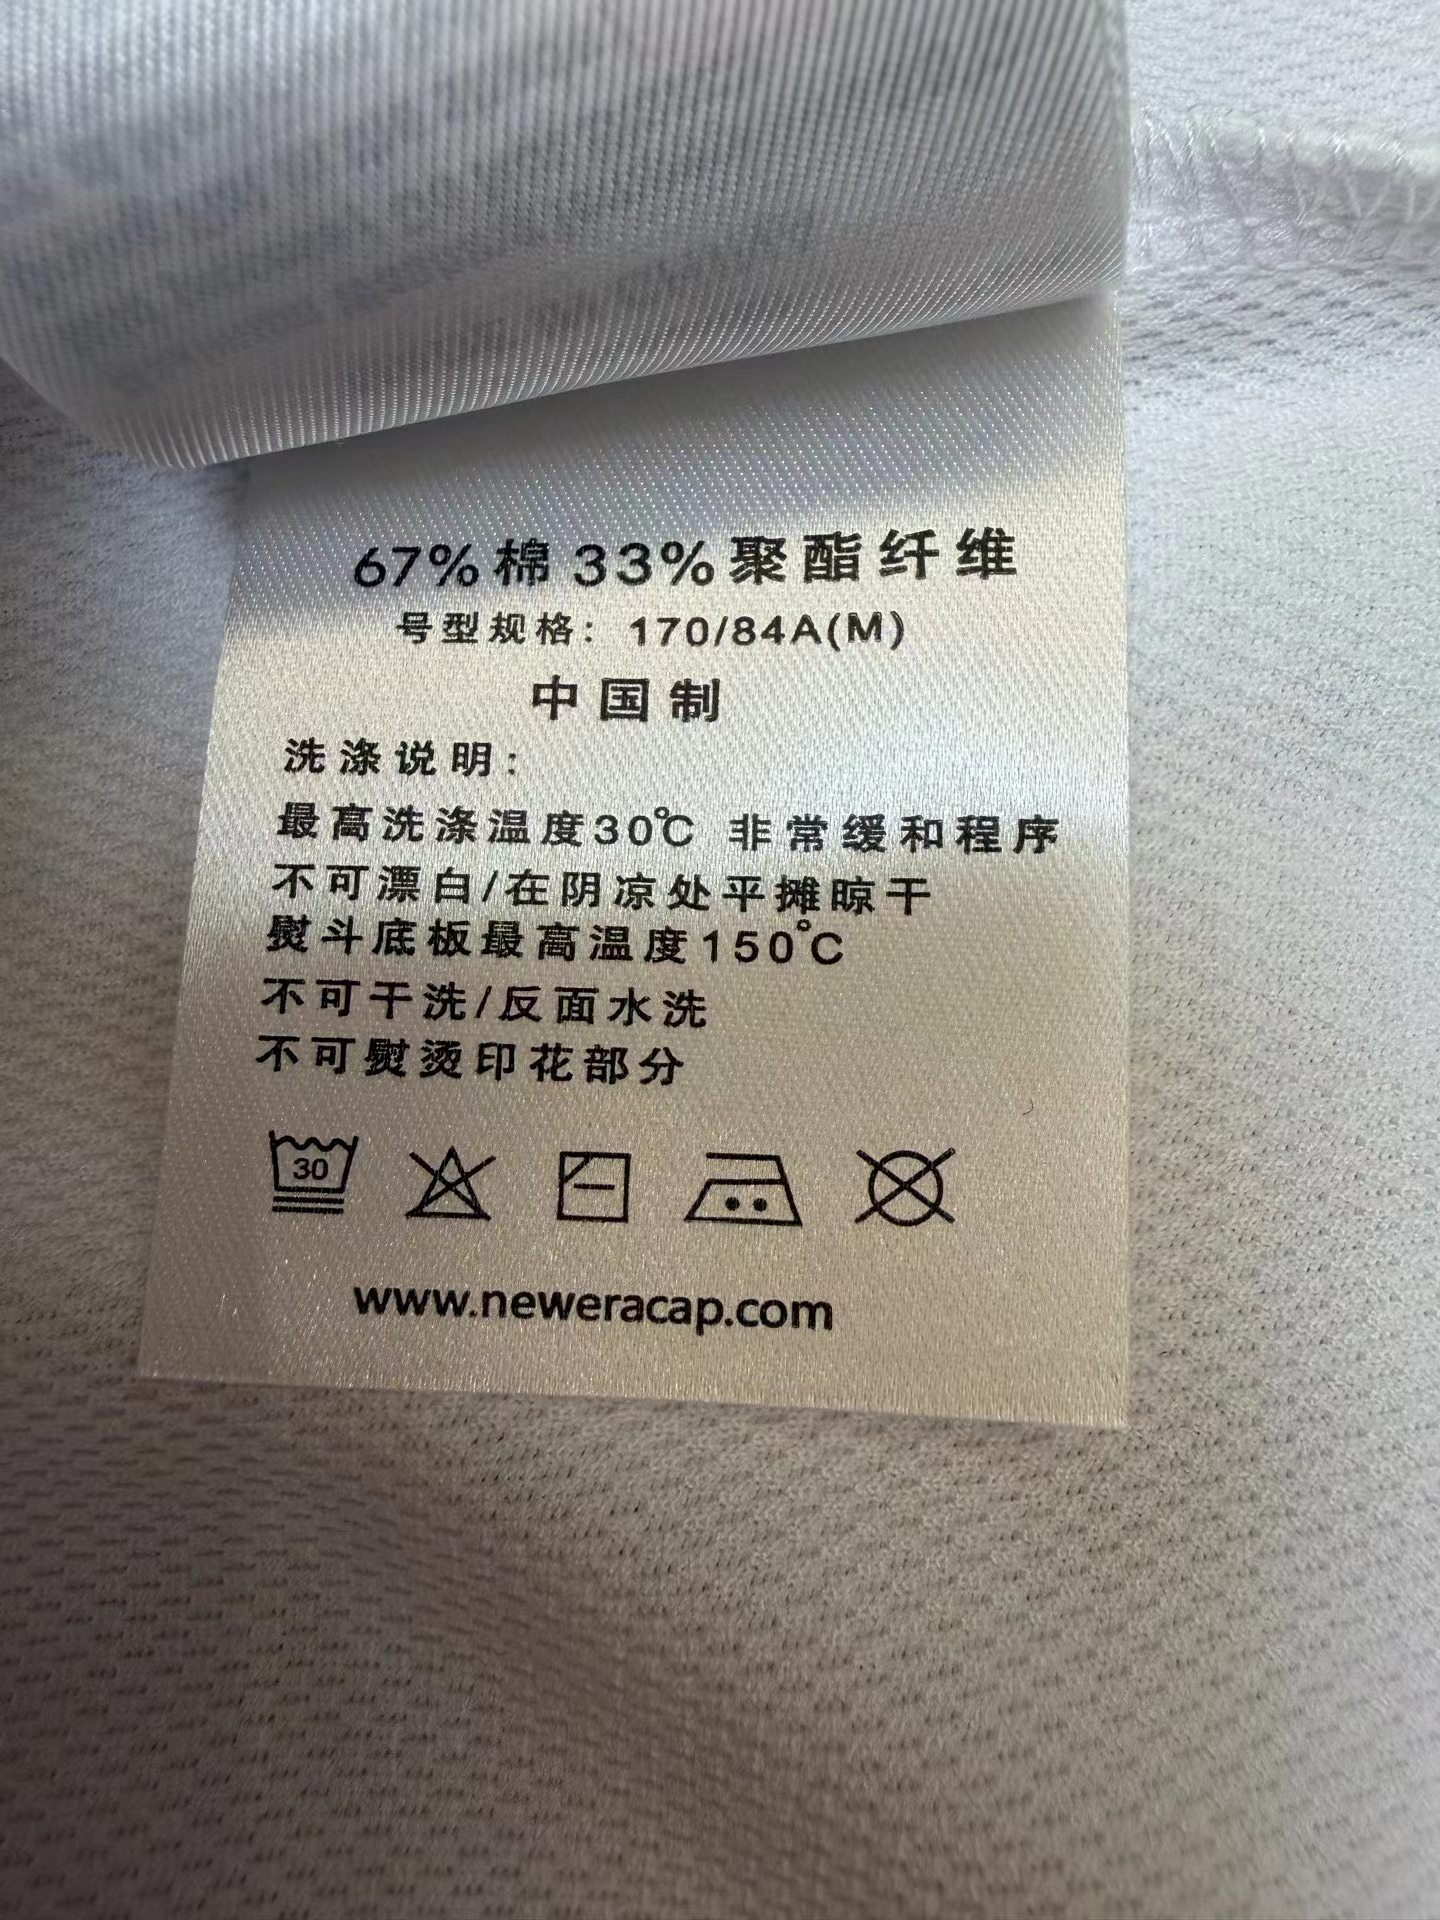 67%棉 33%聚酯纤维
号型规格：170/84A(M)
中国制
洗涤说明：
最高洗涤温度30℃ 非常缓和程序
不可漂白/在阴凉处平摊晾干
熨斗底板最高温度150℃
不可干洗/反面水洗
不可熨烫印花部分
30
www.neweracap.com